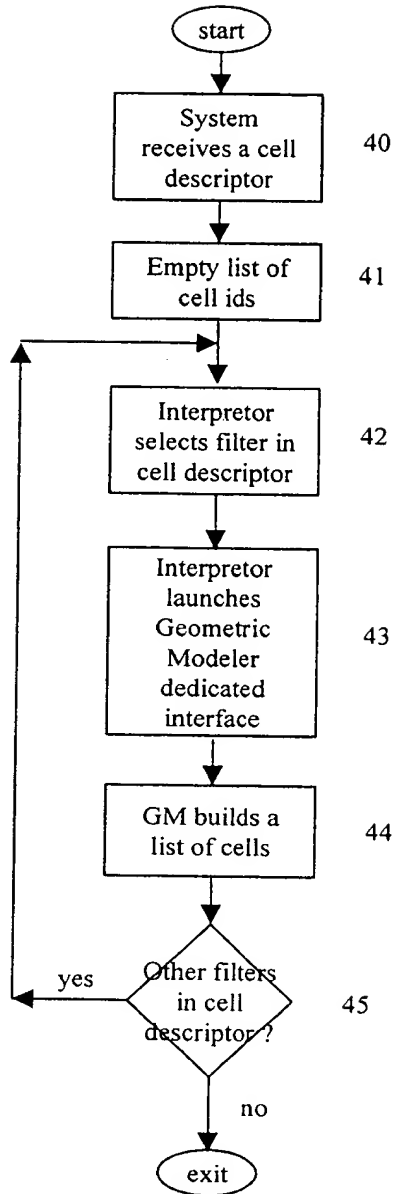 start
System
receives a cell
descriptor
40
Empty list of
cell ids
41
Interpretor
selects filter in
cell descriptor
42
Interpretor
launches
Geometric
Modeler
dedicated
interface
43
GM builds a
list of cells
44
Other filters
in cell
descriptor ?
45
yes
no
exit